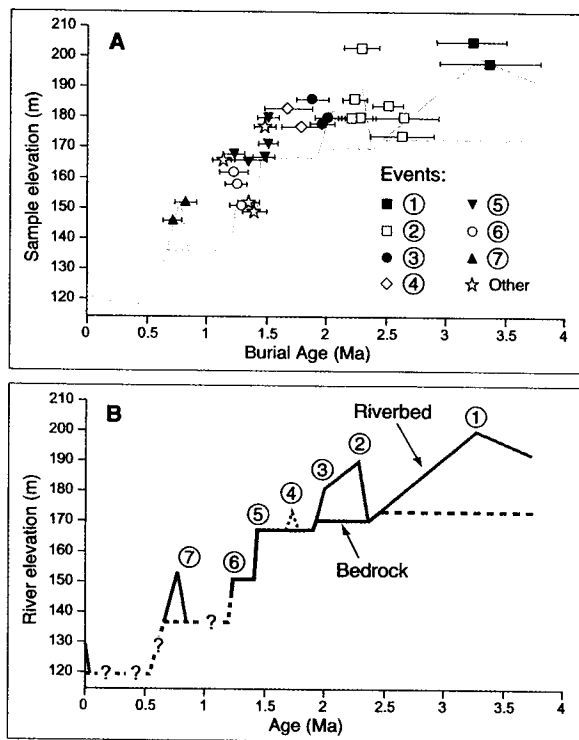 A
Sample elevation (m)
210
200
190
180
170
160
150
140
130
120
Events:
① ⑤
② ⑥
③ ⑦
④ Other
0 0.5 1 1.5 2 2.5 3 3.5 4
Burial Age (Ma)
B
River elevation (m)
210
200
190
180
170
160
150
140
130
120
Riverbed
①
②
③
④
⑤
Bedrock
⑦
⑥
?
?
? ?
0 0.5 1 1.5 2 2.5 3 3.5 4
Age (Ma)